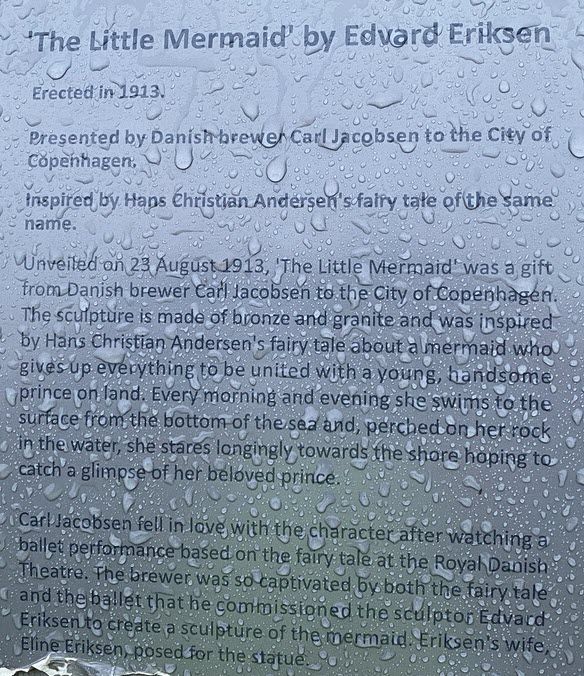 'The Little Mermaid' by Edvard Eriksen
Erected in 1913.
Presented by Danish brewer Carl Jacobsen to the City of
Copenhagen.
Inspired by Hans Christian Andersen's fairy tale of the same
name.
Unveiled on 23 August 1913, 'The Little Mermaid' was a gift
from Danish brewer Carl Jacobsen to the City of Copenhagen.
The sculpture is made of bronze and granite and was inspired
by Hans Christian Andersen's fairy tale about a mermaid who
gives up everything to be united with a young, handsome
prince on land. Every morning and evening she swims to the
surface from the bottom of the sea and, perched on her rock
in the water, she stares longingly towards the shore hoping to
catch a glimpse of her beloved prince.
Carl Jacobsen fell in love with the character after watching a
ballet performance based on the fairy tale at the Royal Danish
Theatre. The brewer was so captivated by both the fairy tale
and the ballet that he commissioned the sculptor Edvard
Eriksen to create a sculpture of the mermaid. Eriksen's wife,
Eline Eriksen, posed for the statue.